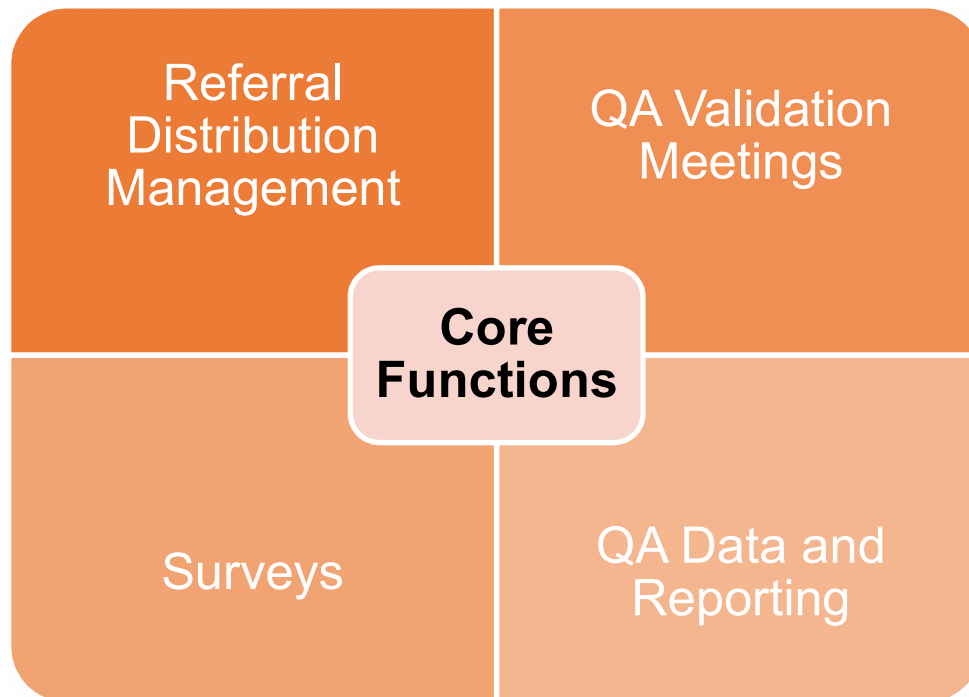 Referral
Distribution
Management
QA Validation
Meetings
Core
Functions
Surveys
QA Data and
Reporting